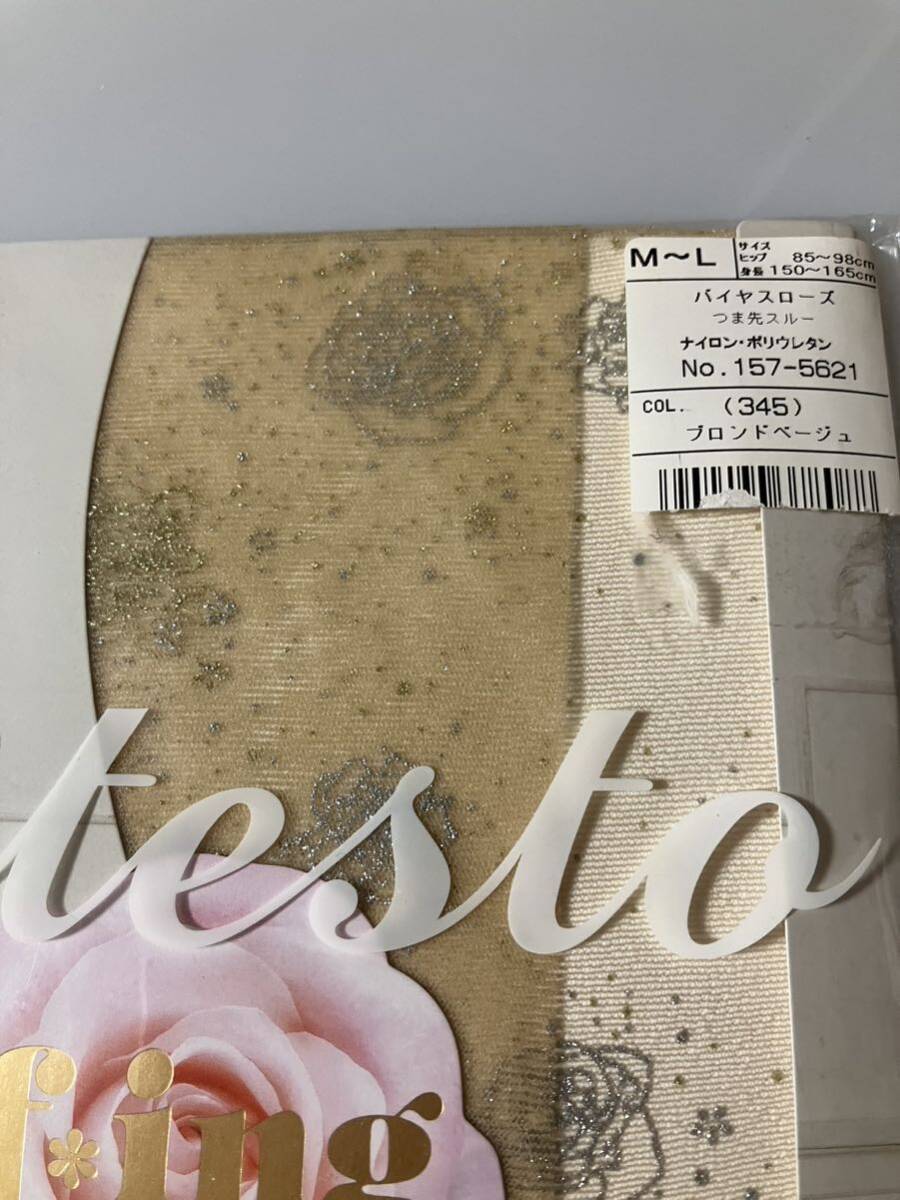 M～L
サイズ
ヒップ 85～98cm
身長 150～165cm
バイヤスローズ
つま先スルー
ナイロン・ポリウレタン
No.157-5621
COL. (345)
ブロンドベージュ
testo
f*ing